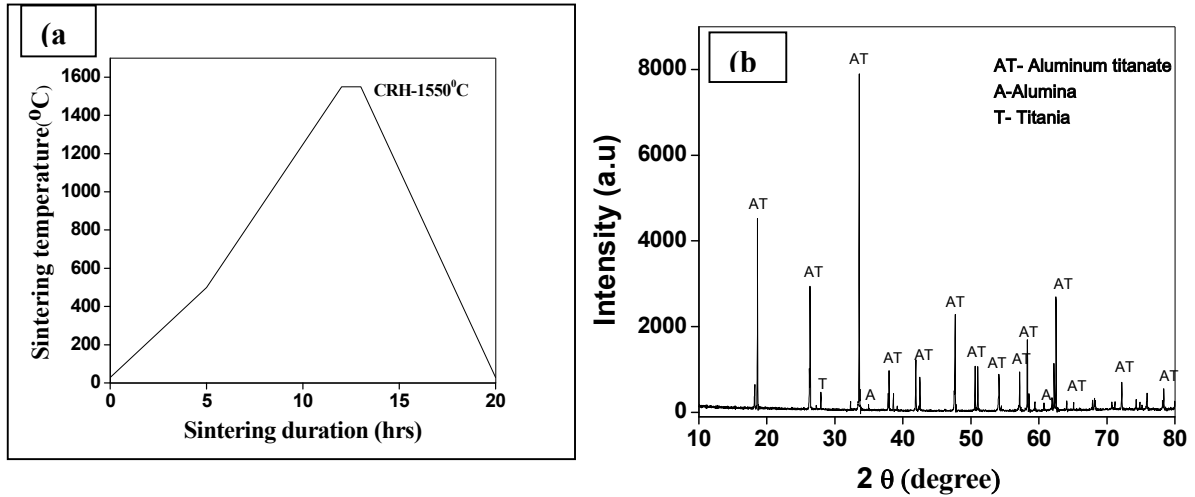 (a
1600
1400
1200
1000
800
600
400
200
0
CRH-1550⁰C
Sintering temperature(⁰C)
0 5 10 15 20
Sintering duration (hrs)
(b
AT- Aluminum titanate
A-Alumina
T- Titania
8000
6000
4000
2000
0
Intensity (a.u)
AT
AT
T
AT
A
AT
AT
AT
AT
AT
AT
AT
A
AT
AT
AT
AT
10 20 30 40 50 60 70 80
2 θ (degree)